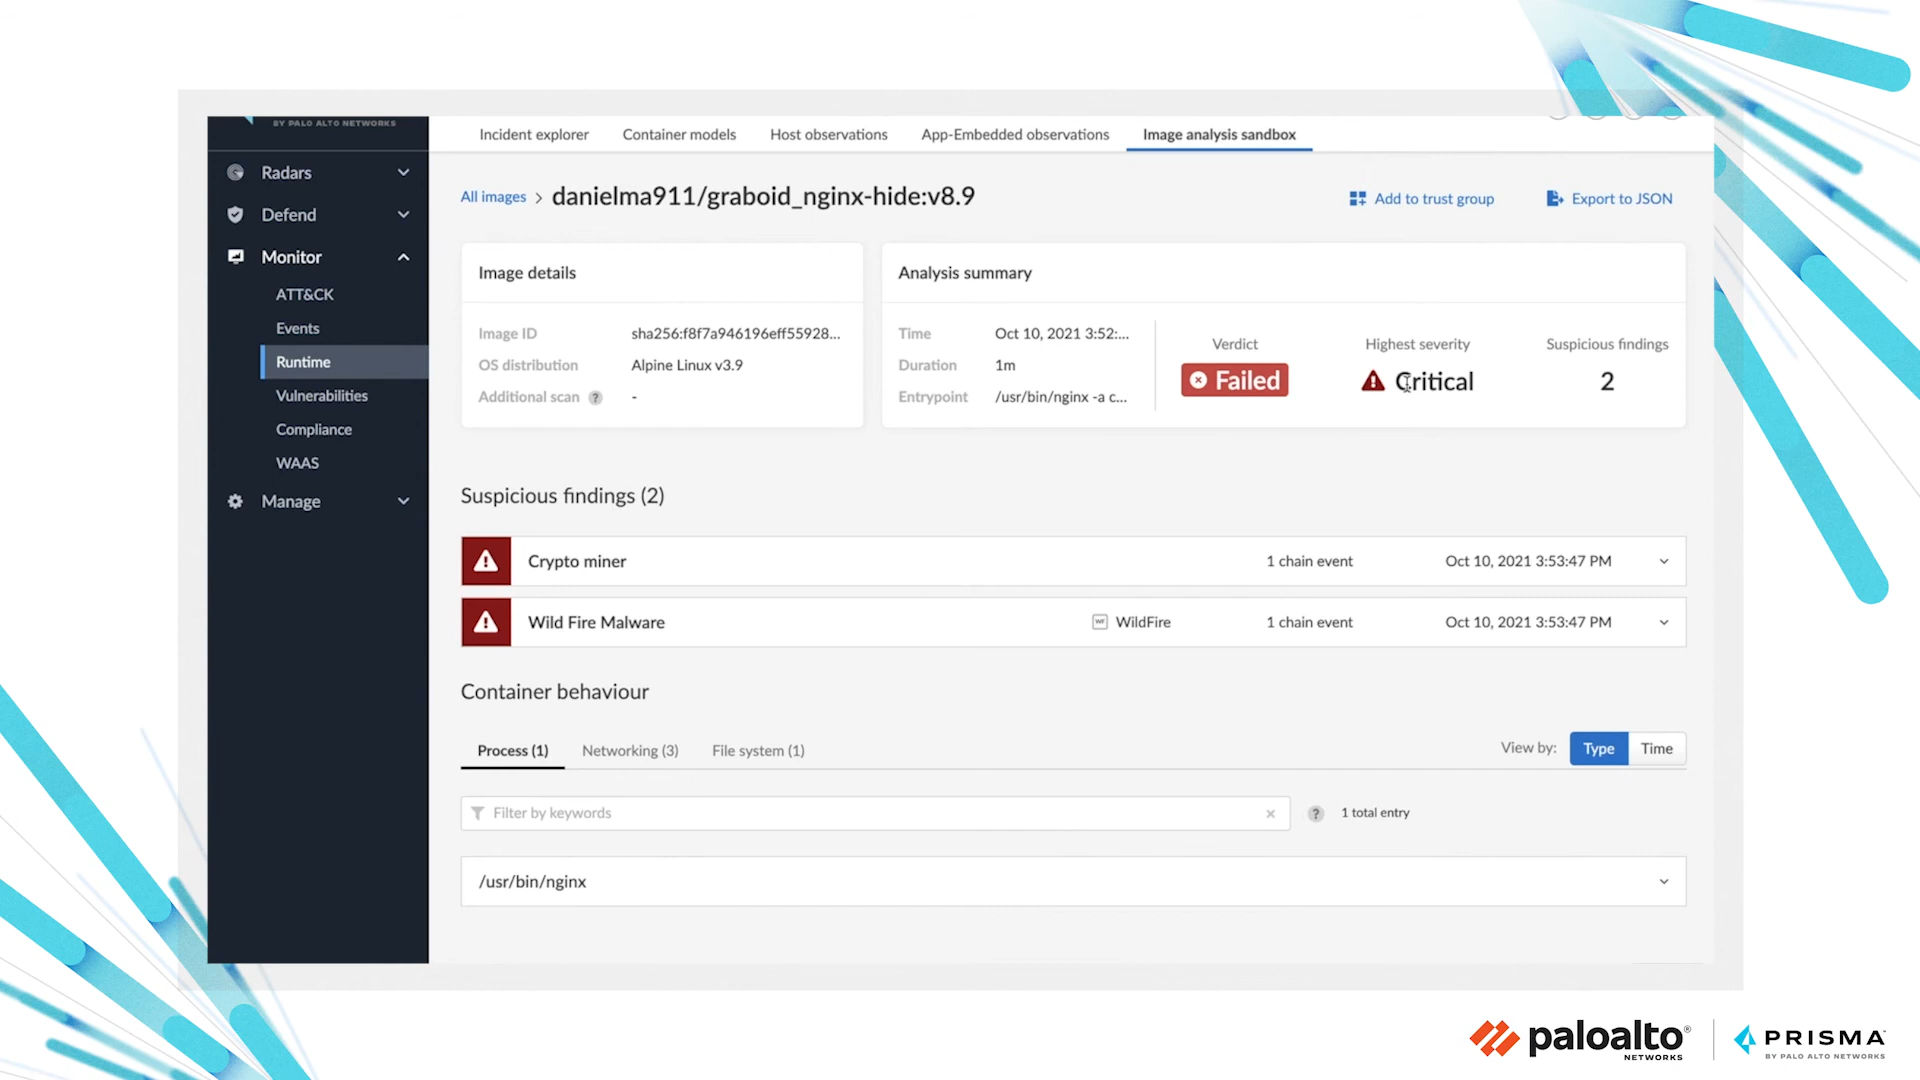 BY PALO ALTO NETWORKS
Incident explorer Container models Host observations App-Embedded observations Image analysis sandbox
Radars
Defend
Monitor
ATT&CK
Events
Runtime
Vulnerabilities
Compliance
WAAS
Manage
All images > danielma911/graboid_nginx-hide:v8.9
Add to trust group Export to JSON
Image details
Image ID sha256:f8f7a946196eff55928...
OS distribution Alpine Linux v3.9
Additional scan ? -
Analysis summary
Time Oct 10, 2021 3:52:...
Duration 1m
Entrypoint /usr/bin/nginx -a c...
Verdict
Failed
Highest severity
Critical
Suspicious findings
2
Suspicious findings (2)
Crypto miner 1 chain event Oct 10, 2021 3:53:47 PM
Wild Fire Malware WF WildFire 1 chain event Oct 10, 2021 3:53:47 PM
Container behaviour
Process (1) Networking (3) File system (1) View by: Type Time
Filter by keywords ? 1 total entry
/usr/bin/nginx
paloalto®
NETWORKS
PRISMA
BY PALO ALTO NETWORKS